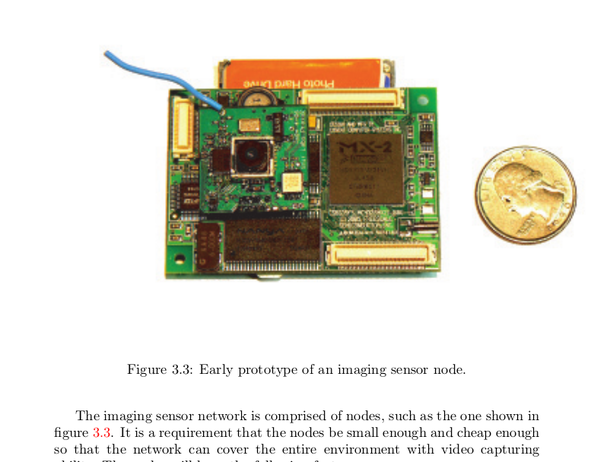 Photo Hard Drive
MX-2
LIBERTY
Figure 3.3: Early prototype of an imaging sensor node.
The imaging sensor network is comprised of nodes, such as the one shown in
figure 3.3. It is a requirement that the nodes be small enough and cheap enough
so that the network can cover the entire environment with video capturing